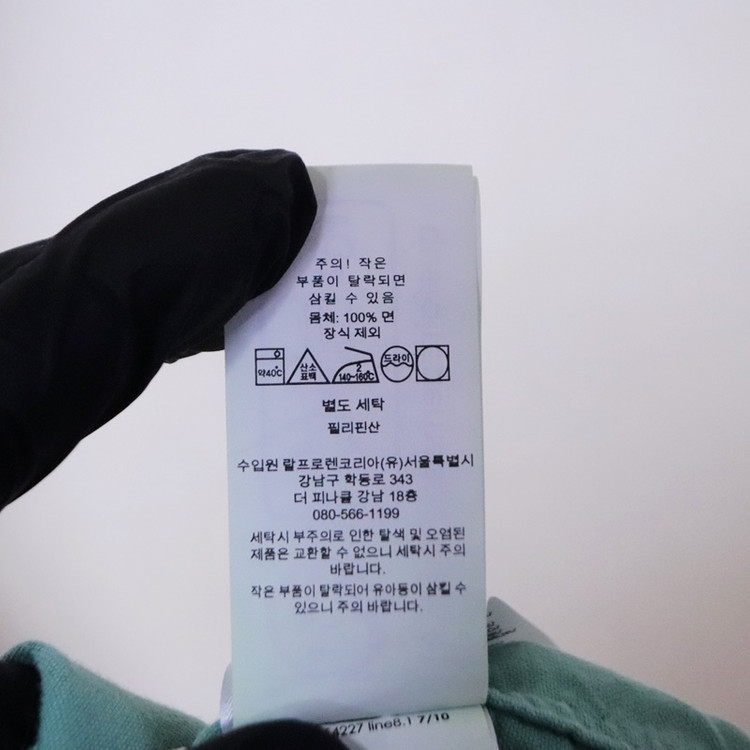 주의! 작은
부품이 탈락되면
삼킬 수 있음
몸체: 100% 면
장식 제외
약40℃ 산소 표백 2 140~160℃ 드라이
별도 세탁
필리핀산
수입원 랄프로렌코리아(유)서울특별시
강남구 학동로 343
더 피나클 강남 18층
080-566-1199
세탁시 부주의로 인한 탈색 및 오염된
제품은 교환할 수 없으니 세탁시 주의
바랍니다.
작은 부품이 탈락되어 유아등이 삼킬 수
있으니 주의 바랍니다.
4227 line8.1 7/10